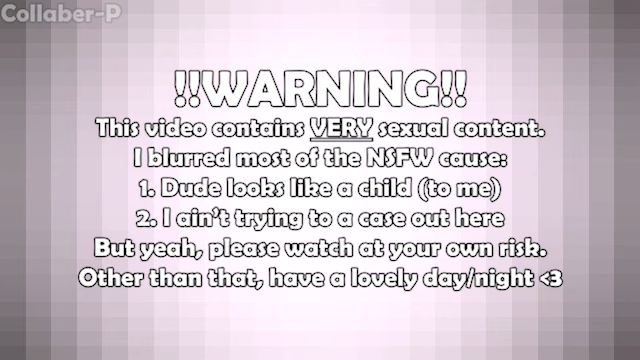 Collaber-P
!!WARNING!!
This video contains VERY sexual content.
I blurred most of the NSFW cause:
1. Dude looks like a child (to me)
2. I ain't trying to a case out here
But yeah, please watch at your own risk.
Other than that, have a lovely day/night <3